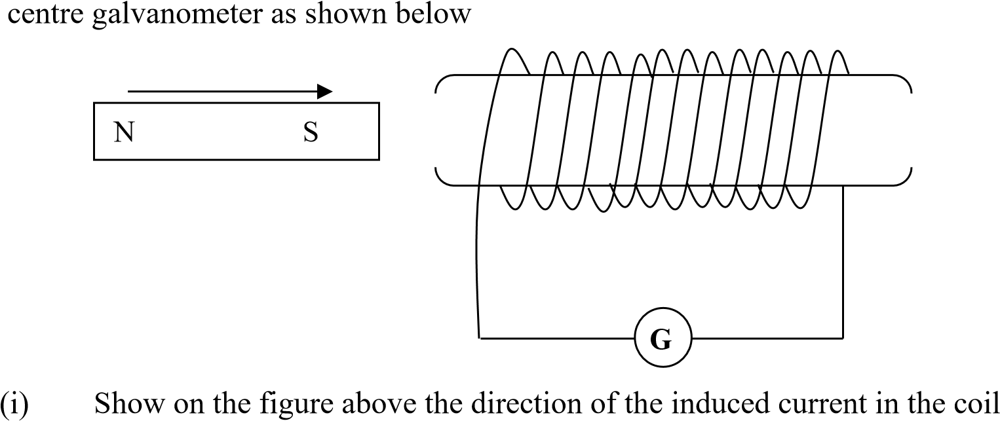 centre galvanometer as shown below
N S
G
(i) Show on the figure above the direction of the induced current in the coil